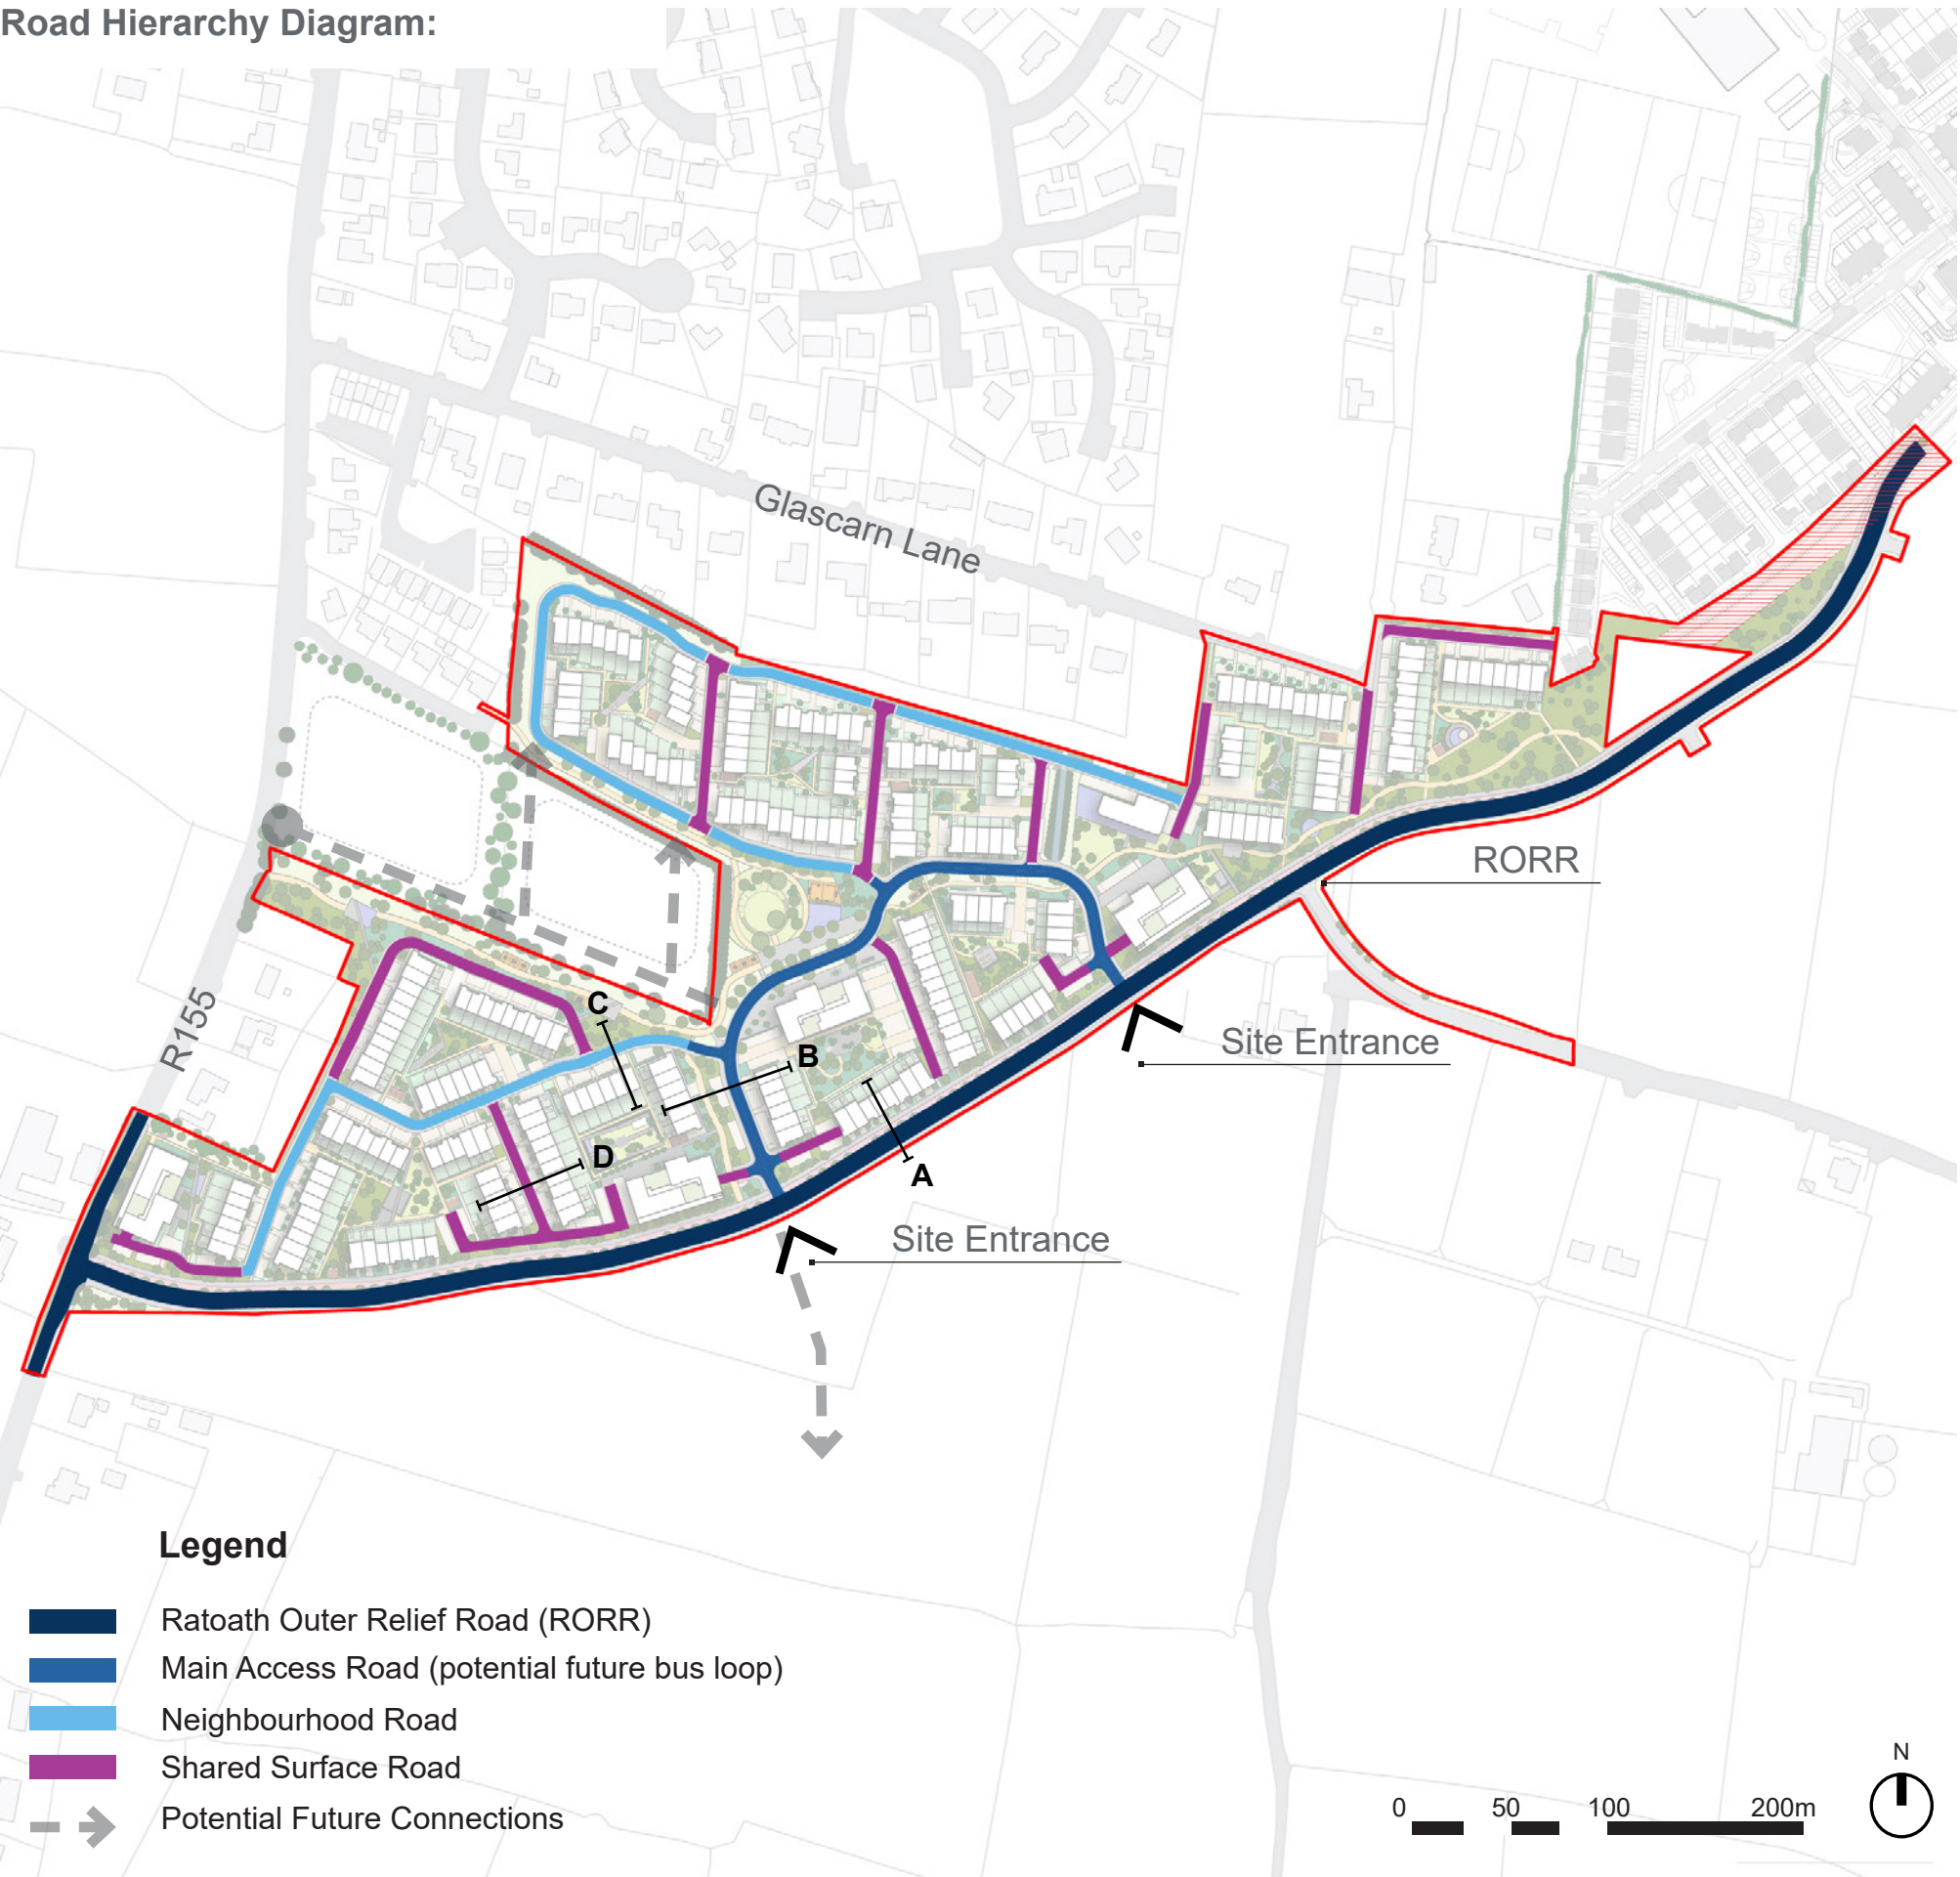 Road Hierarchy Diagram:
Glascarn Lane
RORR
R155
C
B
Site Entrance
D
A
Site Entrance
Legend
Ratoath Outer Relief Road (RORR)
Main Access Road (potential future bus loop)
Neighbourhood Road
Shared Surface Road
Potential Future Connections
N
0 50 100 200m